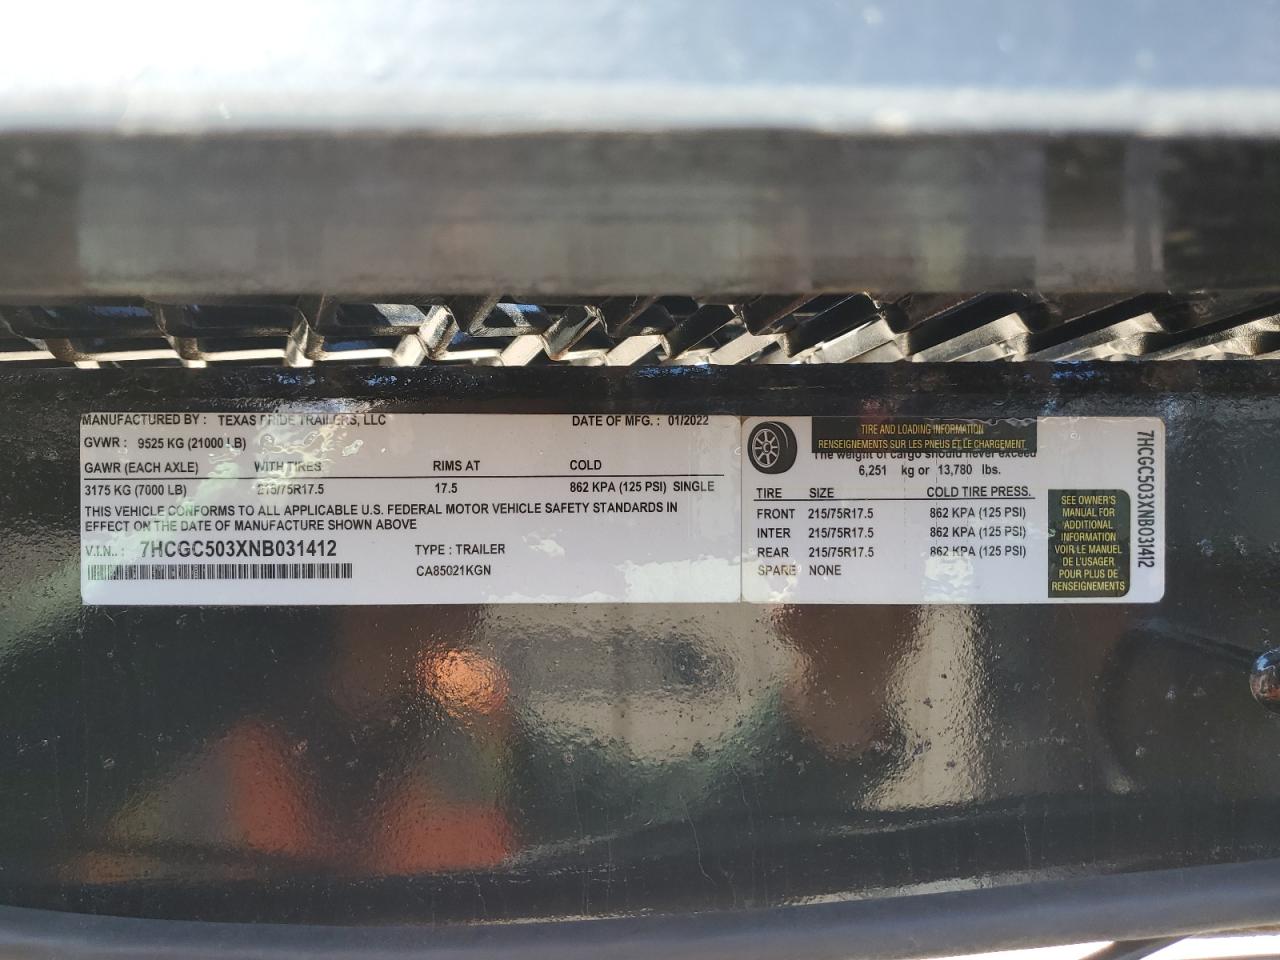 MANUFACTURED BY : TEXAS PRIDE TRAILERS, LLC DATE OF MFG. : 01/2022
GVWR : 9525 KG (21000 LB)
GAWR (EACH AXLE) WITH TIRES RIMS AT COLD
3175 KG (7000 LB) 215/75R17.5 17.5 862 KPA (125 PSI) SINGLE
THIS VEHICLE CONFORMS TO ALL APPLICABLE U.S. FEDERAL MOTOR VEHICLE SAFETY STANDARDS IN
EFFECT ON THE DATE OF MANUFACTURE SHOWN ABOVE
V.I.N.. : 7HCGC503XNB031412 TYPE : TRAILER
CA85021KGN
TIRE AND LOADING INFORMATION
RENSEIGNEMENTS SUR LES PNEUS ET LE CHARGEMENT
The weight of cargo should never exceed
6,251 kg or 13,780 lbs.
TIRE SIZE COLD TIRE PRESS.
FRONT 215/75R17.5 862 KPA (125 PSI)
INTER 215/75R17.5 862 KPA (125 PSI)
REAR 215/75R17.5 862 KPA (125 PSI)
SPARE NONE
SEE OWNER'S
MANUAL FOR
ADDITIONAL
INFORMATION
VOIR LE MANUEL
DE L'USAGER
POUR PLUS DE
RENSEIGNEMENTS
7HCGC503XNB031412